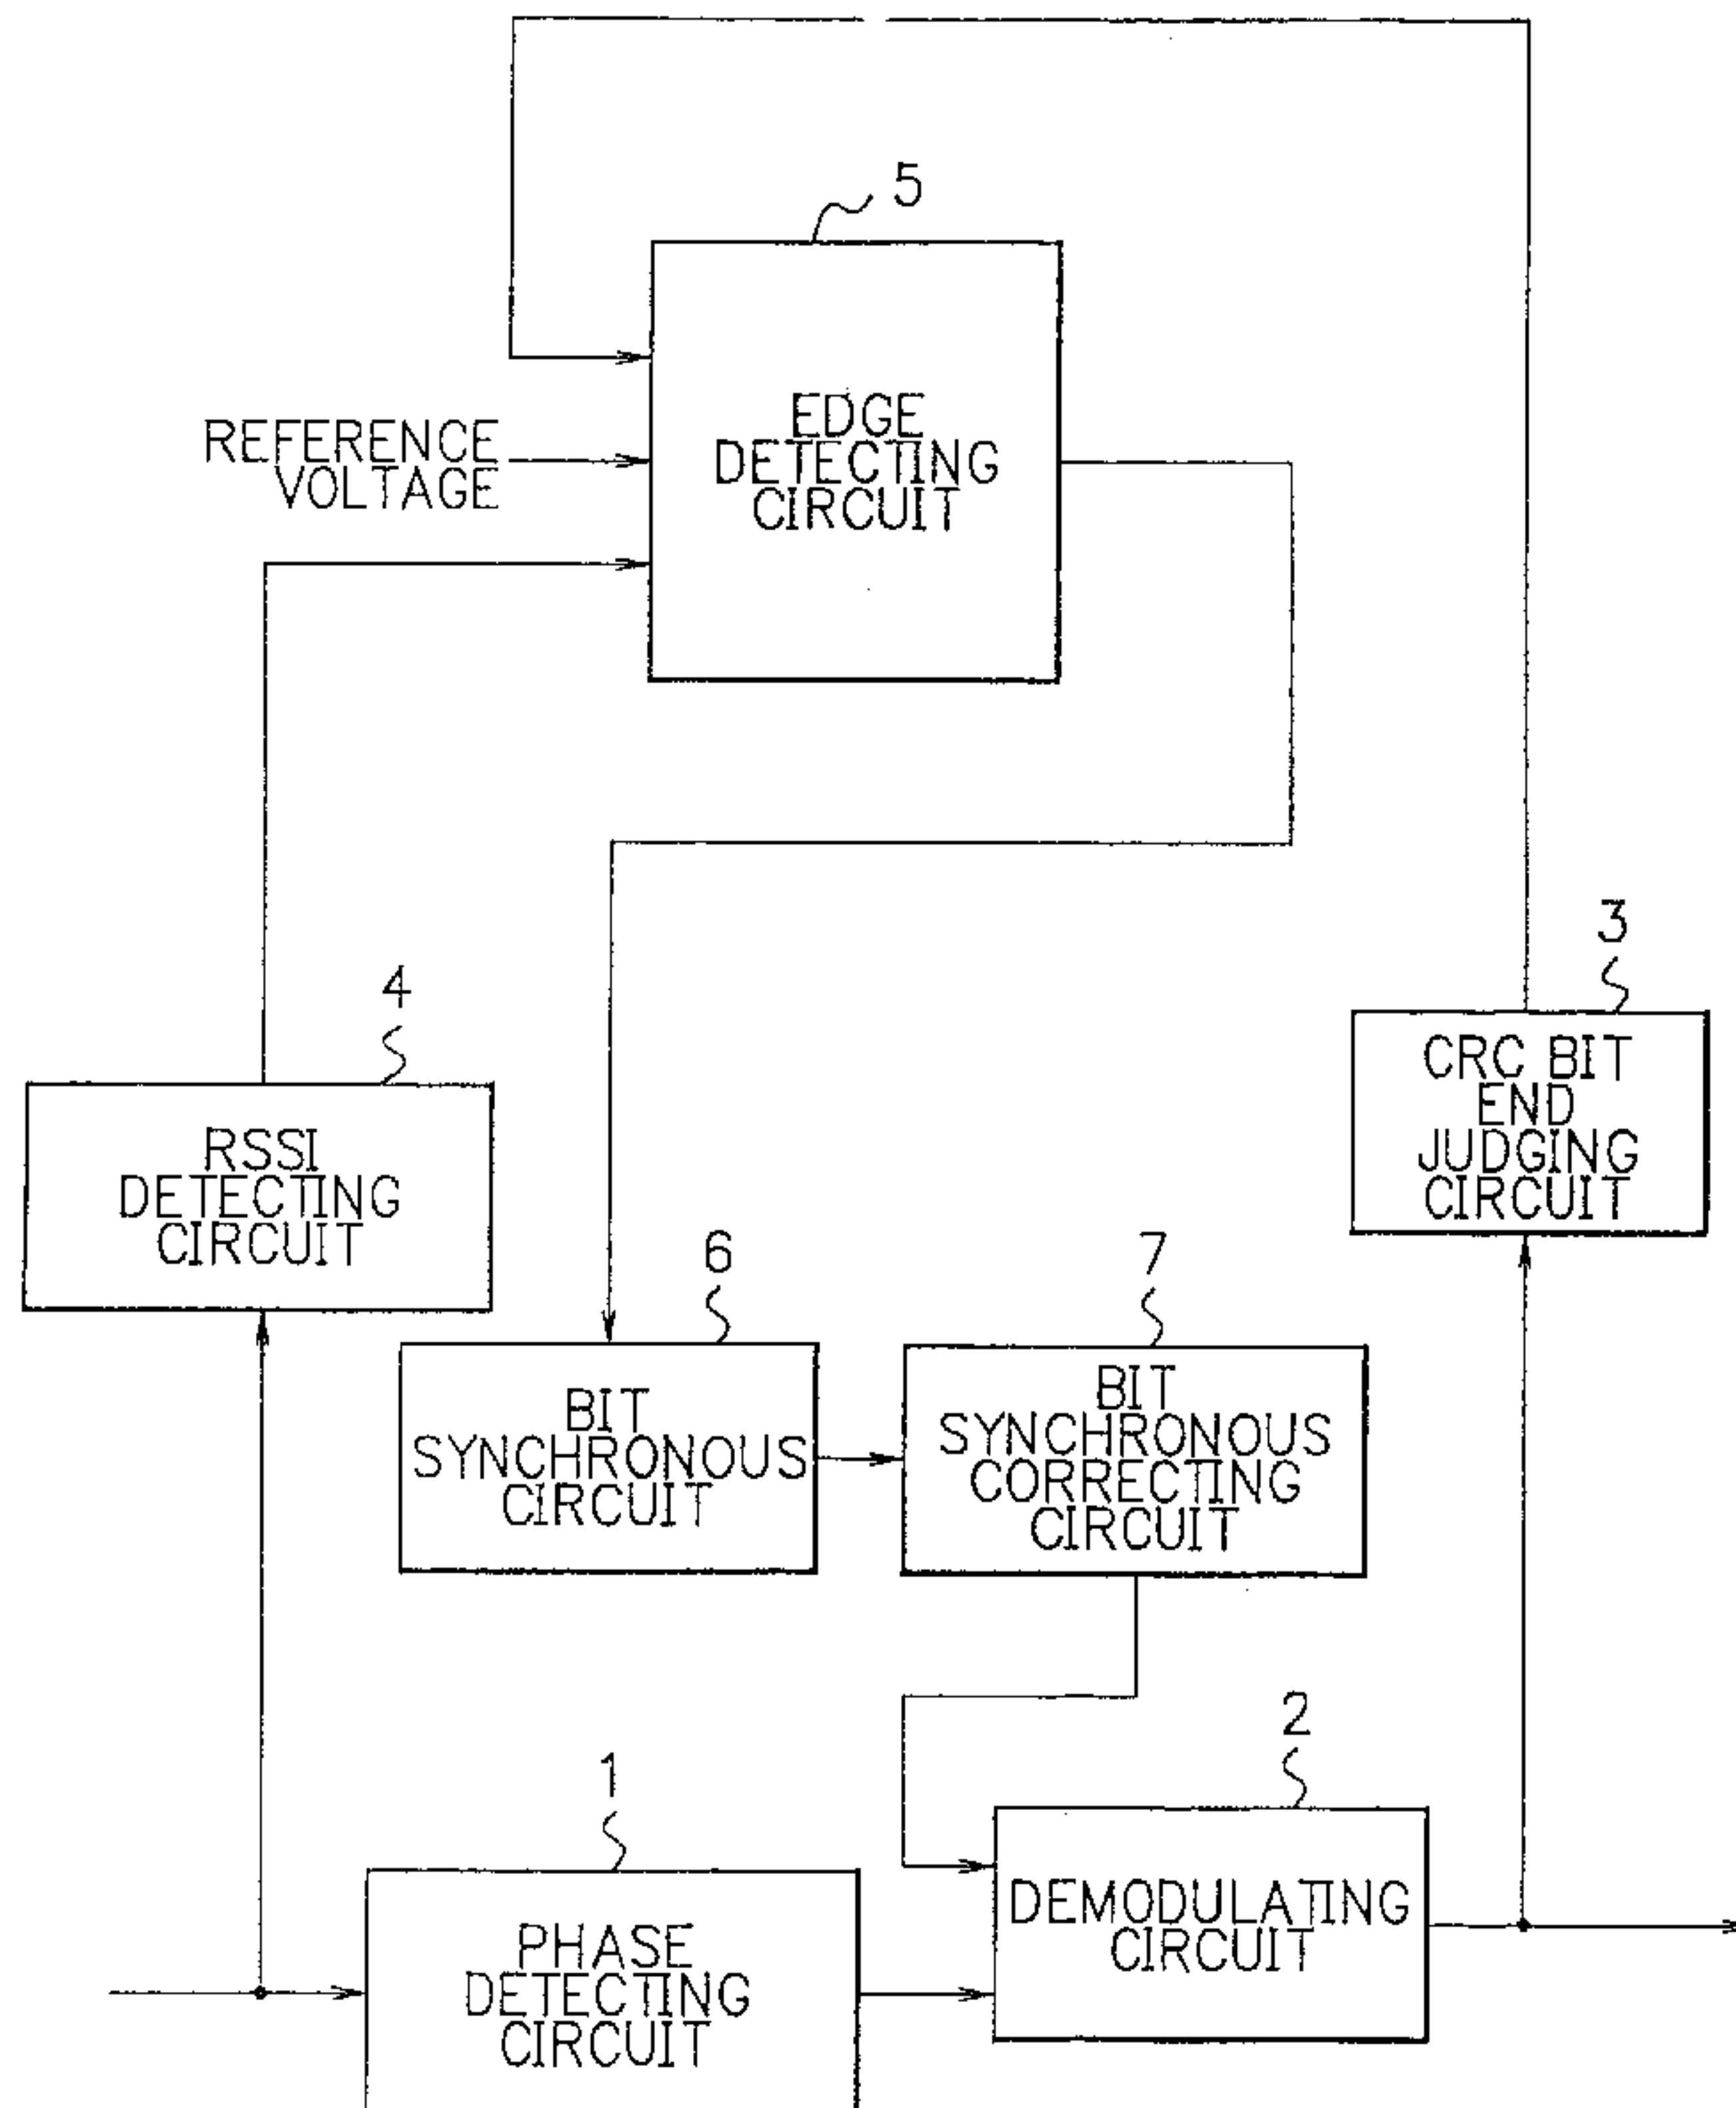 5
EDGE
DETECTING
CIRCUIT
REFERENCE
VOLTAGE
3
CRC BIT
END
JUDGING
CIRCUIT
4
RSSI
DETECTING
CIRCUIT
6
BIT
SYNCHRONOUS
CIRCUIT
7
BIT
SYNCHRONOUS
CORRECTING
CIRCUIT
2
DEMODULATING
CIRCUIT
1
PHASE
DETECTING
CIRCUIT